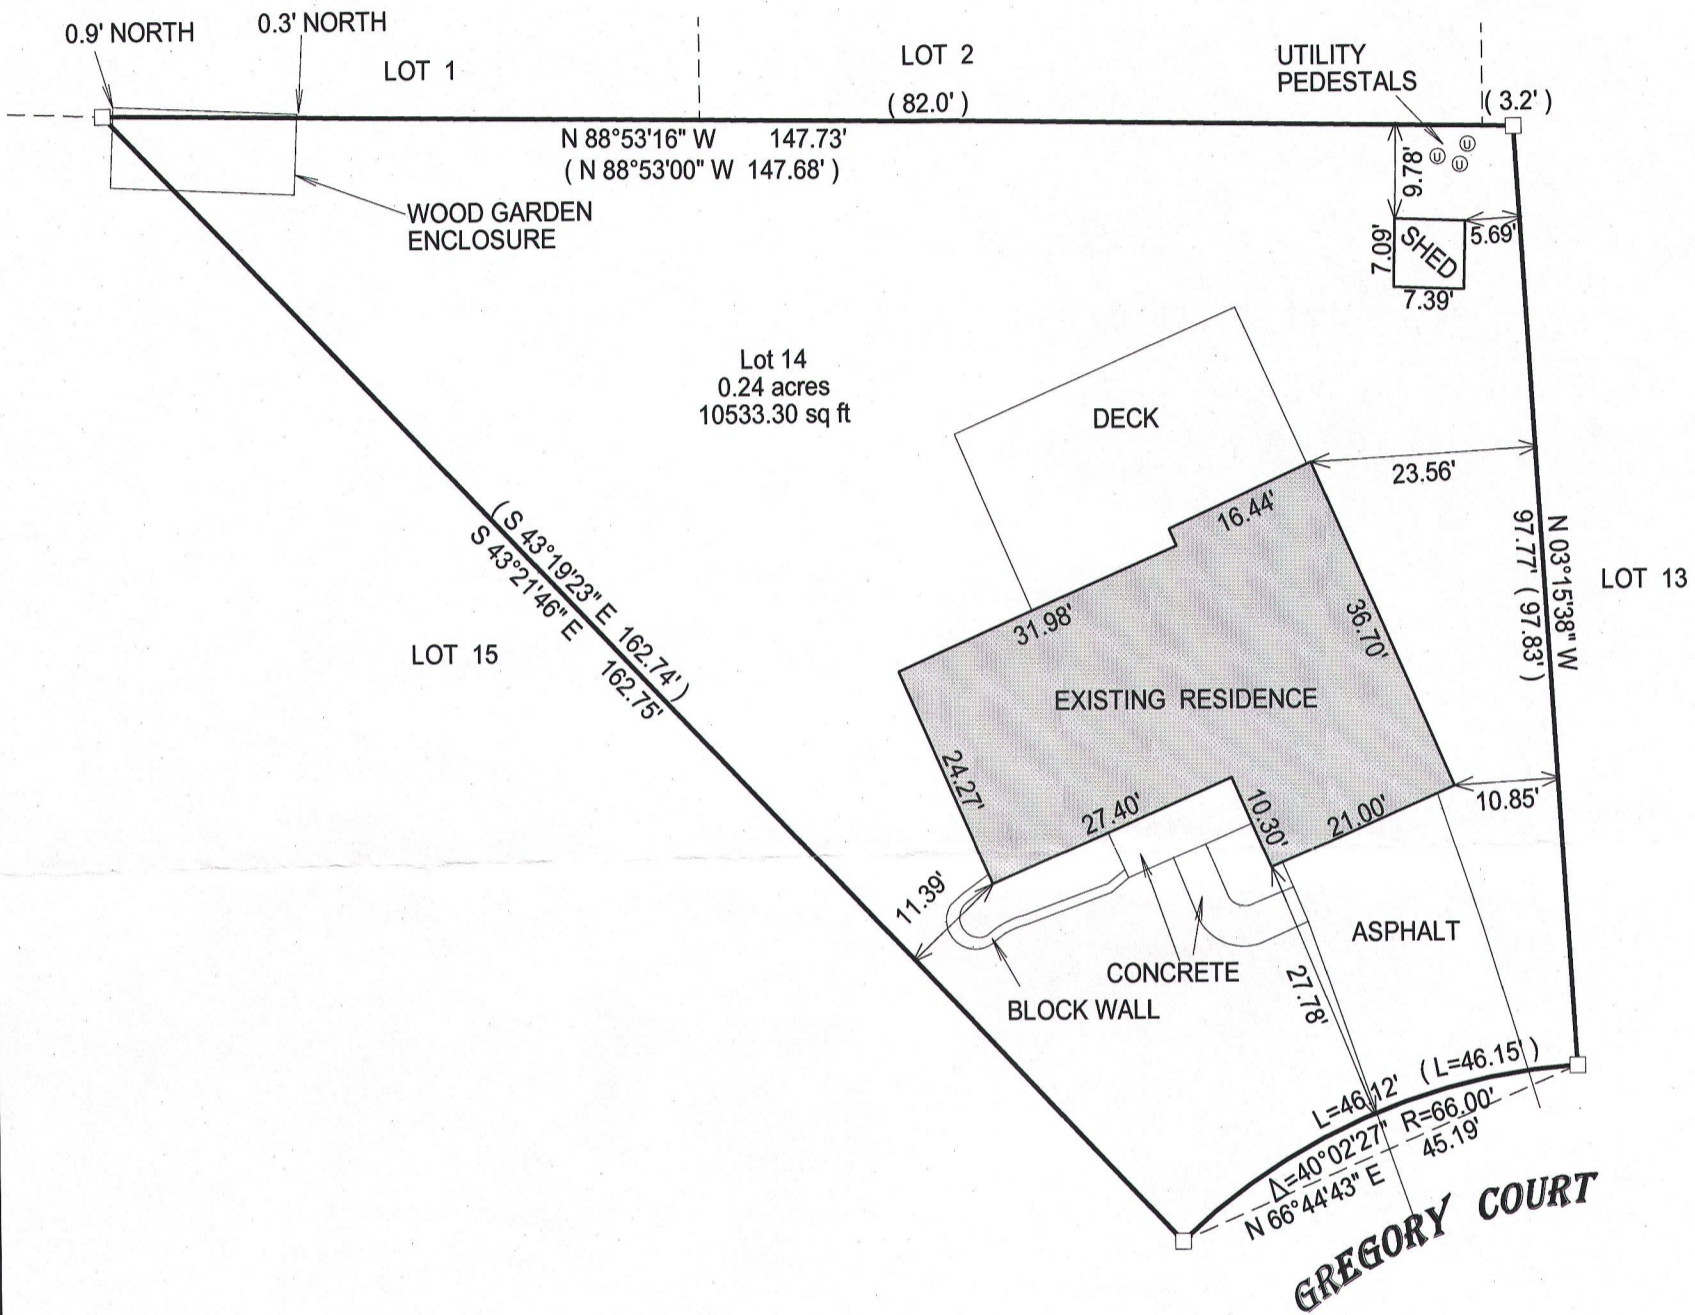 0.9' NORTH
0.3' NORTH
LOT 1
LOT 2
( 82.0' )
UTILITY
PEDESTALS
( 3.2' )
N 88°53'16" W 147.73'
( N 88°53'00" W 147.68' )
WOOD GARDEN
ENCLOSURE
U
U
U
9.78'
7.09'
SHED
5.69'
7.39'
Lot 14
0.24 acres
10533.30 sq ft
DECK
23.56'
16.44'
( S 43°19'23" E 162.74' )
S 43°21'46" E 162.75'
N 03°15'38" W
97.77' ( 97.83' )
LOT 13
LOT 15
31.98'
36.70'
EXISTING RESIDENCE
24.27'
27.40'
10.30'
21.00'
10.85'
11.39'
ASPHALT
CONCRETE
27.78'
BLOCK WALL
L=46.12' ( L=46.15' )
Δ=40°02'27" R=66.00'
N 66°44'43" E 45.19'
GREGORY COURT